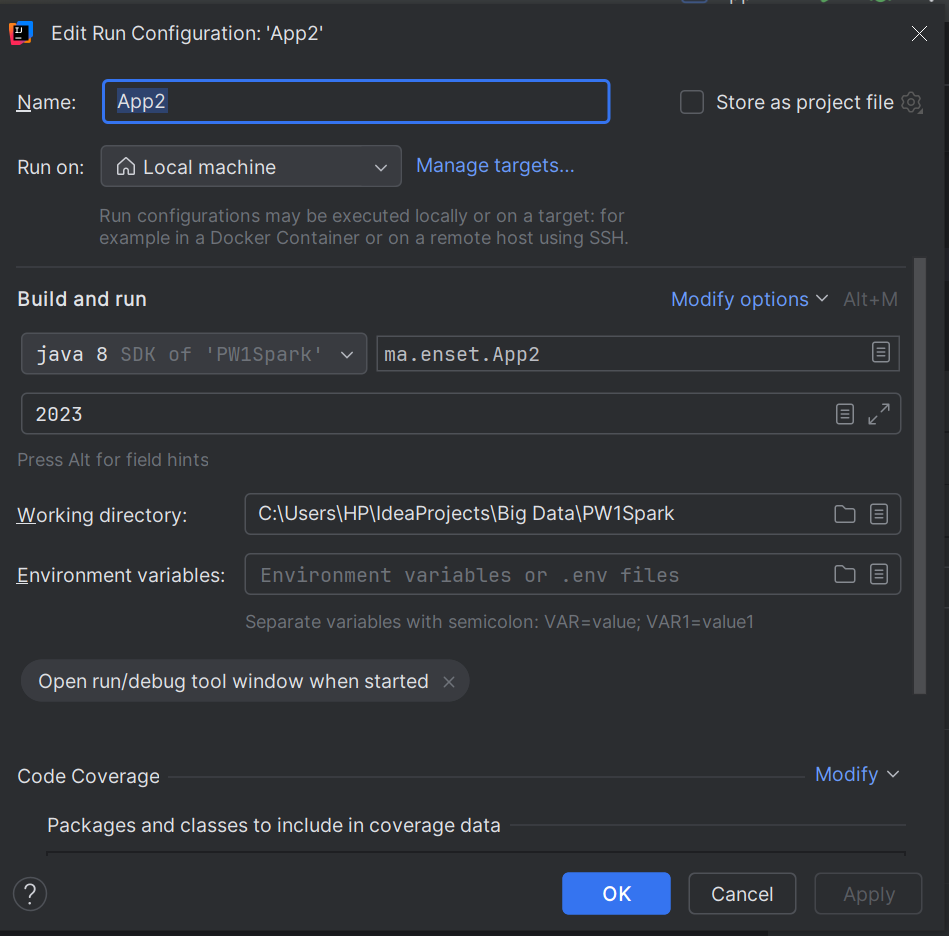 Edit Run Configuration: 'App2'
Name:
App2
Store as project file
Run on:
Local machine
Manage targets...
Run configurations may be executed locally or on a target: for
example in a Docker Container or on a remote host using SSH.
Build and run
Modify options
Alt+M
java 8 SDK of 'PW1Spark'
ma.enset.App2
2023
Press Alt for field hints
Working directory:
C:\Users\HP\IdeaProjects\Big Data\PW1Spark
Environment variables:
Environment variables or .env files
Separate variables with semicolon: VAR=value; VAR1=value1
Open run/debug tool window when started
Code Coverage
Modify
Packages and classes to include in coverage data
?
OK
Cancel
Apply